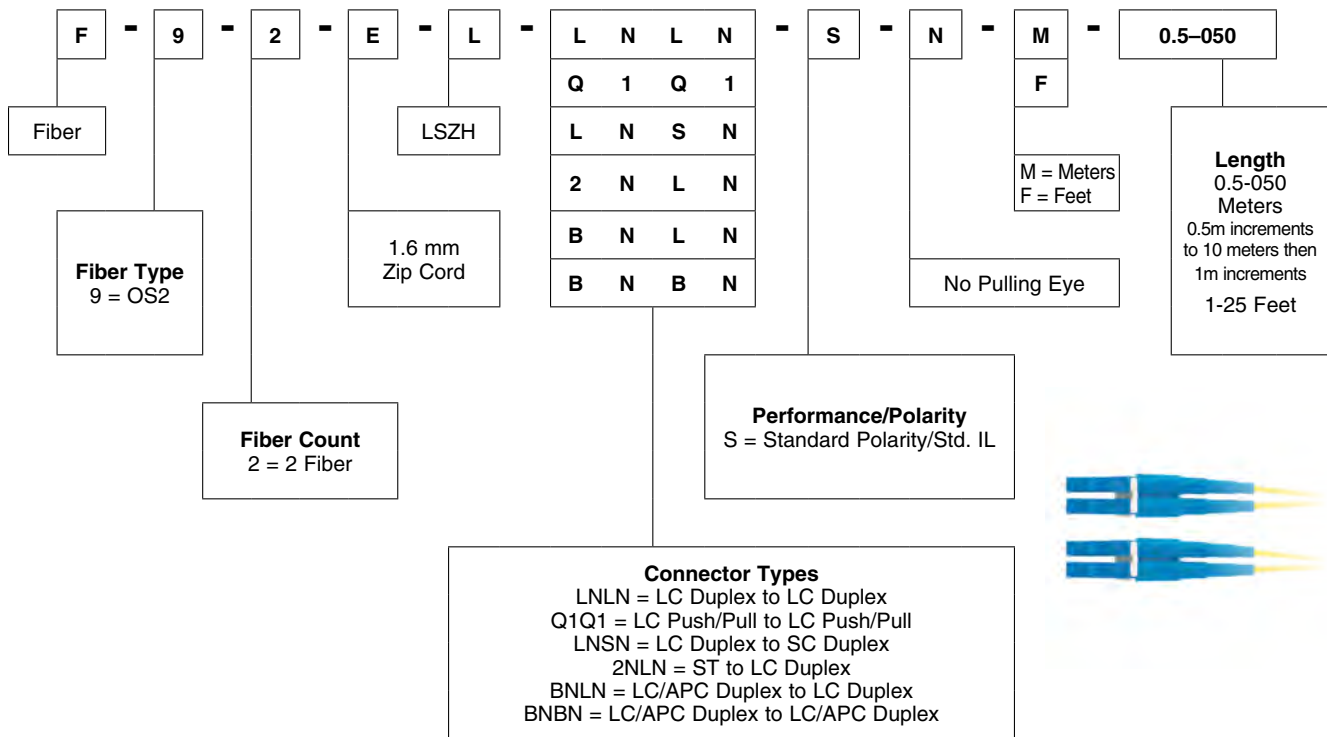 F - 9 - 2 - E - L - L N L N - S - N - M - 0.5–050
Q 1 Q 1
F
L N S N
2 N L N
B N L N
B N B N
Fiber
LSZH
M = Meters
F = Feet
Length
0.5-050
Meters
0.5m increments
to 10 meters then
1m increments
1-25 Feet
Fiber Type
9 = OS2
1.6 mm
Zip Cord
No Pulling Eye
Fiber Count
2 = 2 Fiber
Performance/Polarity
S = Standard Polarity/Std. IL
Connector Types
LNLN = LC Duplex to LC Duplex
Q1Q1 = LC Push/Pull to LC Push/Pull
LNSN = LC Duplex to SC Duplex
2NLN = ST to LC Duplex
BNLN = LC/APC Duplex to LC Duplex
BNBN = LC/APC Duplex to LC/APC Duplex